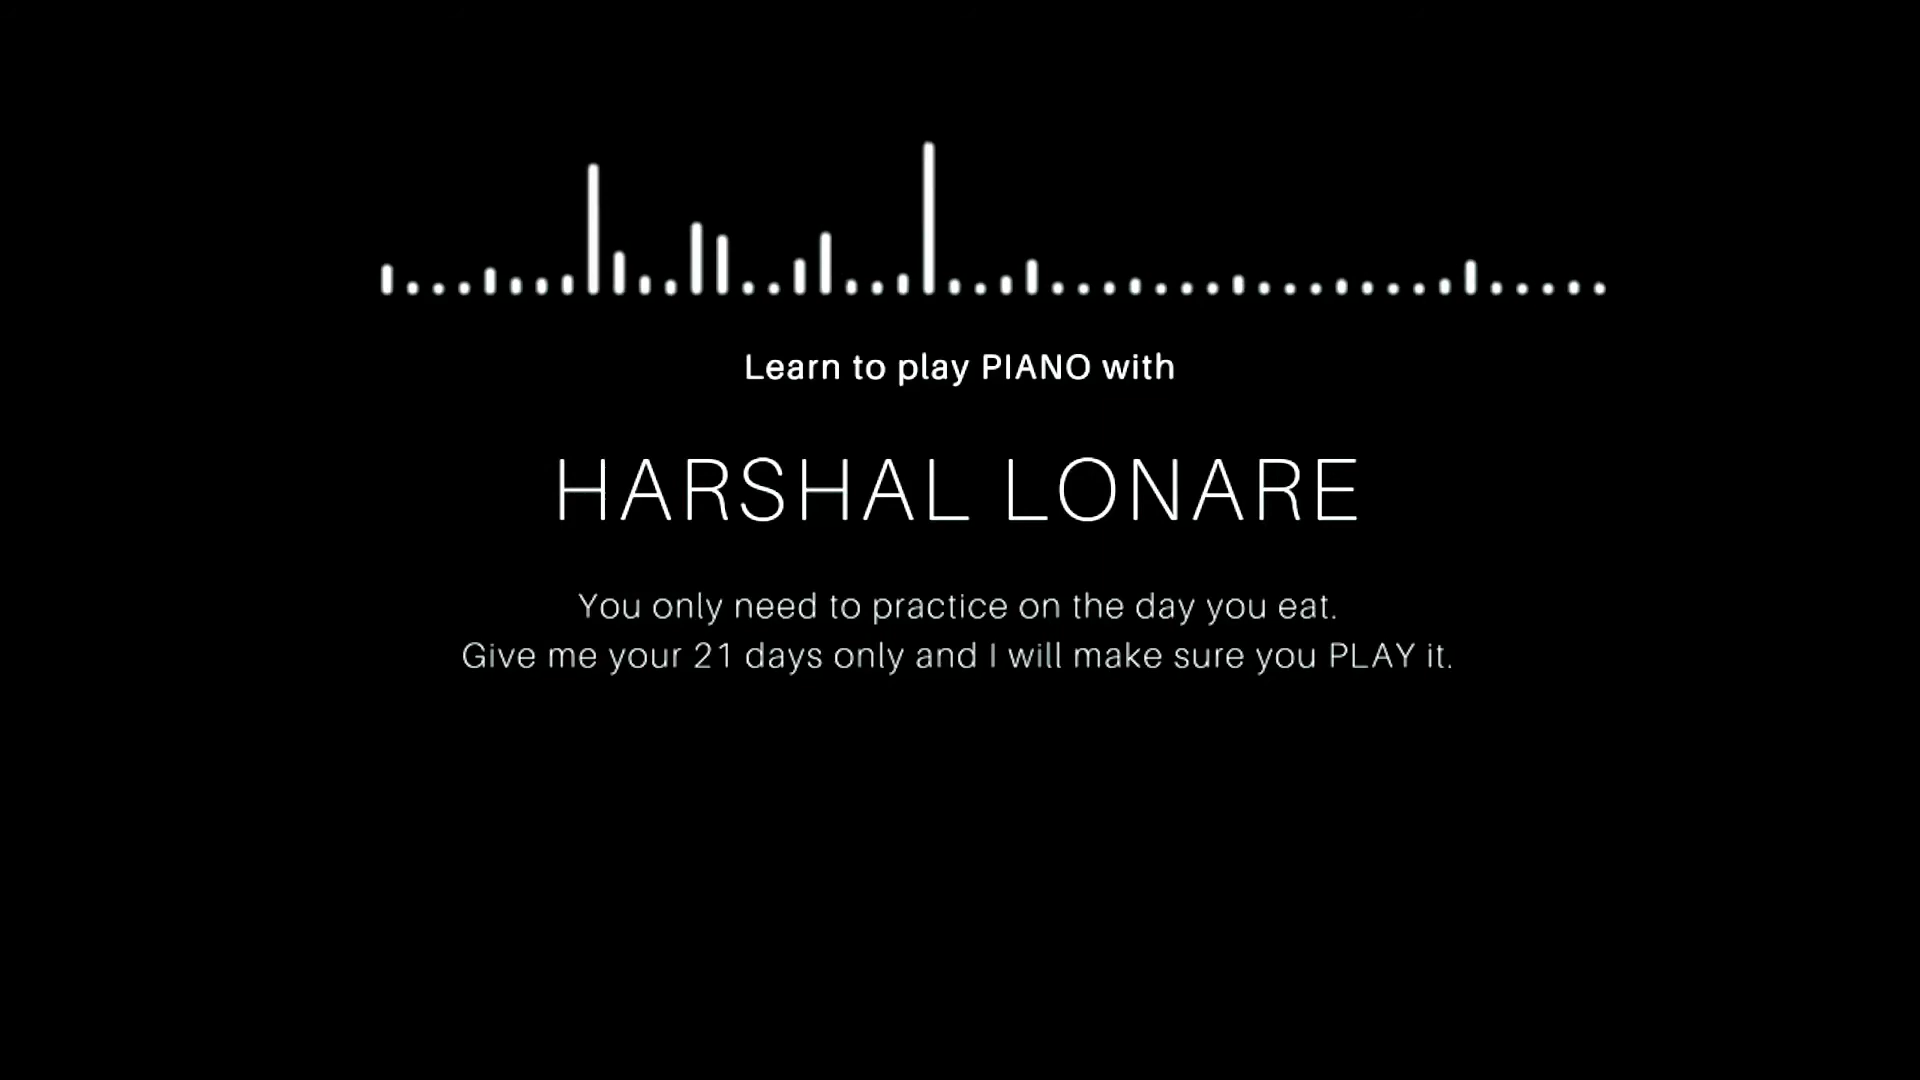 Learn to play PIANO with
HARSHAL LONARE
You only need to practice on the day you eat.
Give me your 21 days only and I will make sure you PLAY it.